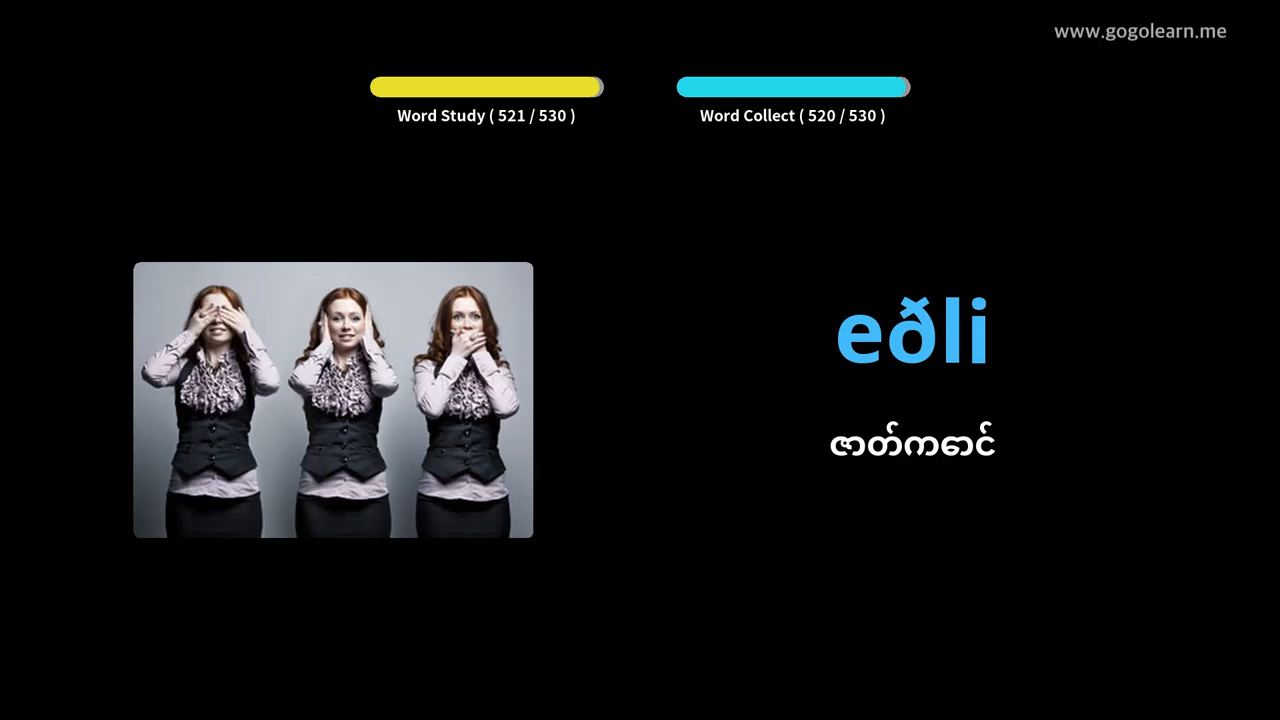 www.gogolearn.me
Word Study ( 521 / 530 )
Word Collect ( 520 / 530 )
eðli
ဇာတ်ကောင်